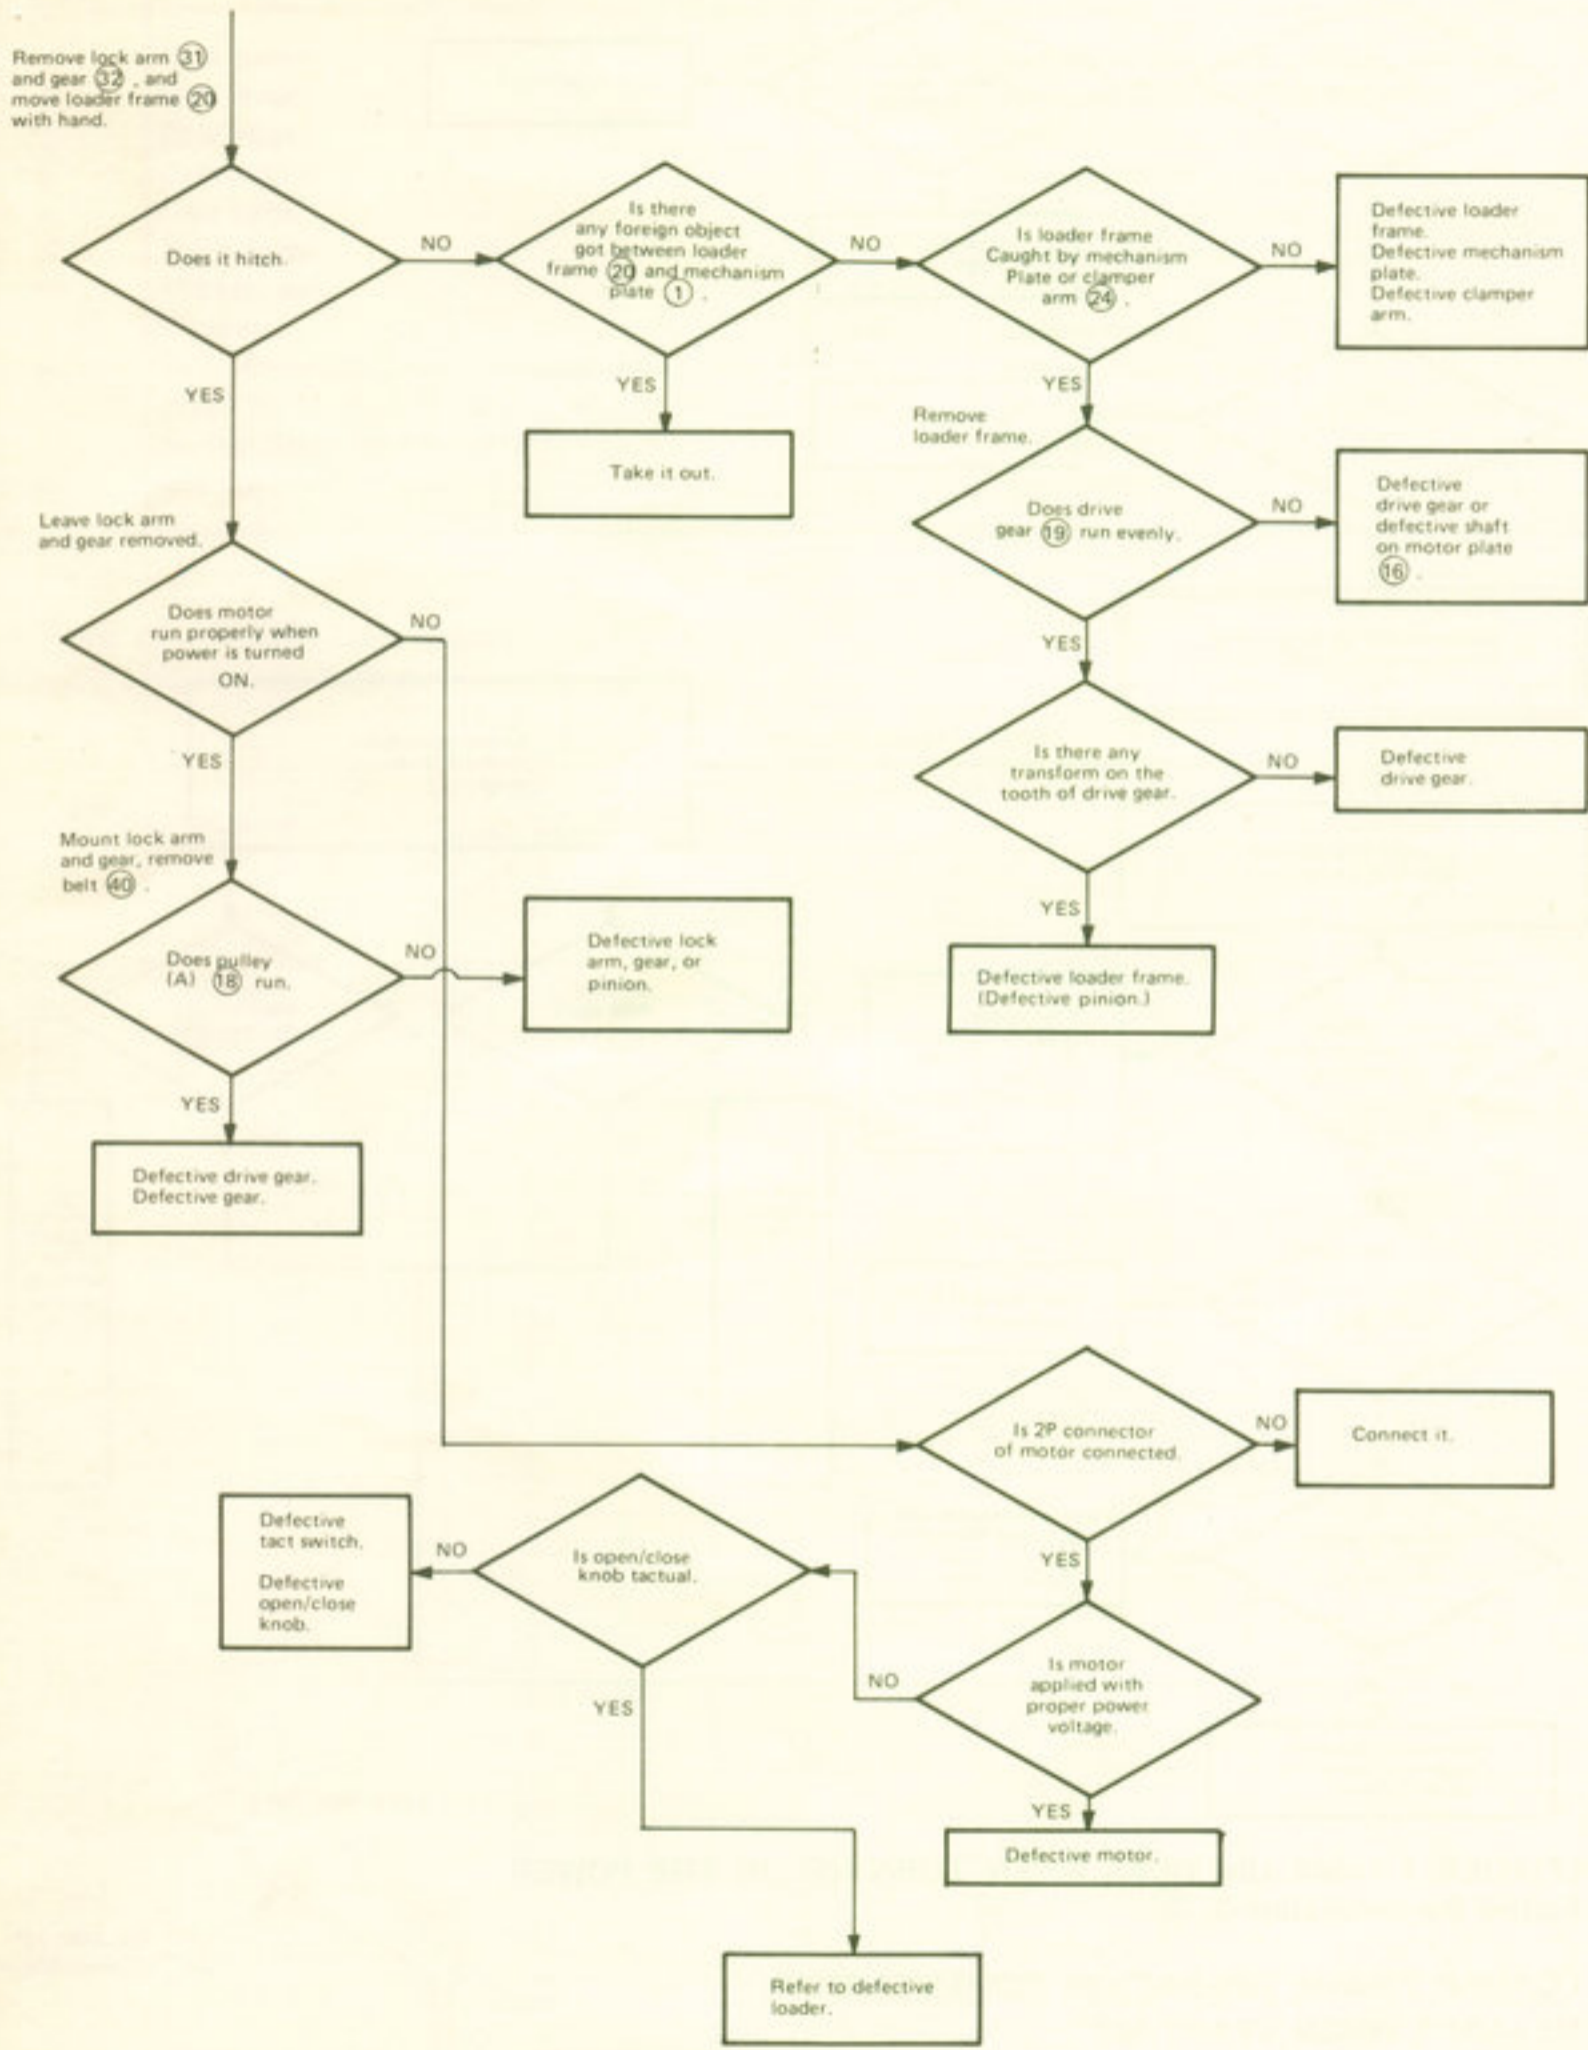 Remove lock arm 31
and gear 32 , and
move loader frame 20
with hand.
Does it hitch.
NO
Is there
any foreign object
got between loader
frame 20 and mechanism
plate 1 .
NO
Is loader frame
Caught by mechanism
Plate or clamper
arm 24 .
NO
Defective loader
frame.
Defective mechanism
plate.
Defective clamper
arm.
YES
YES
YES
Take it out.
Remove
loader frame.
Does drive
gear 19 run evenly.
NO
Defective
drive gear or
defective shaft
on motor plate
16 .
Leave lock arm
and gear removed.
Does motor
run properly when
power is turned
ON.
NO
YES
YES
Is there any
transform on the
tooth of drive gear.
NO
Defective
drive gear.
Mount lock arm
and gear, remove
belt 40 .
Does pulley
(A) 18 run.
NO
Defective lock
arm, gear, or
pinion.
YES
Defective loader frame.
(Defective pinion.)
YES
Defective drive gear.
Defective gear.
Is 2P connector
of motor connected.
NO
Connect it.
YES
Defective
tact switch.
Defective
open/close
knob.
NO
Is open/close
knob tactual.
Is motor
applied with
proper power
voltage.
NO
YES
YES
Defective motor.
Refer to defective
loader.